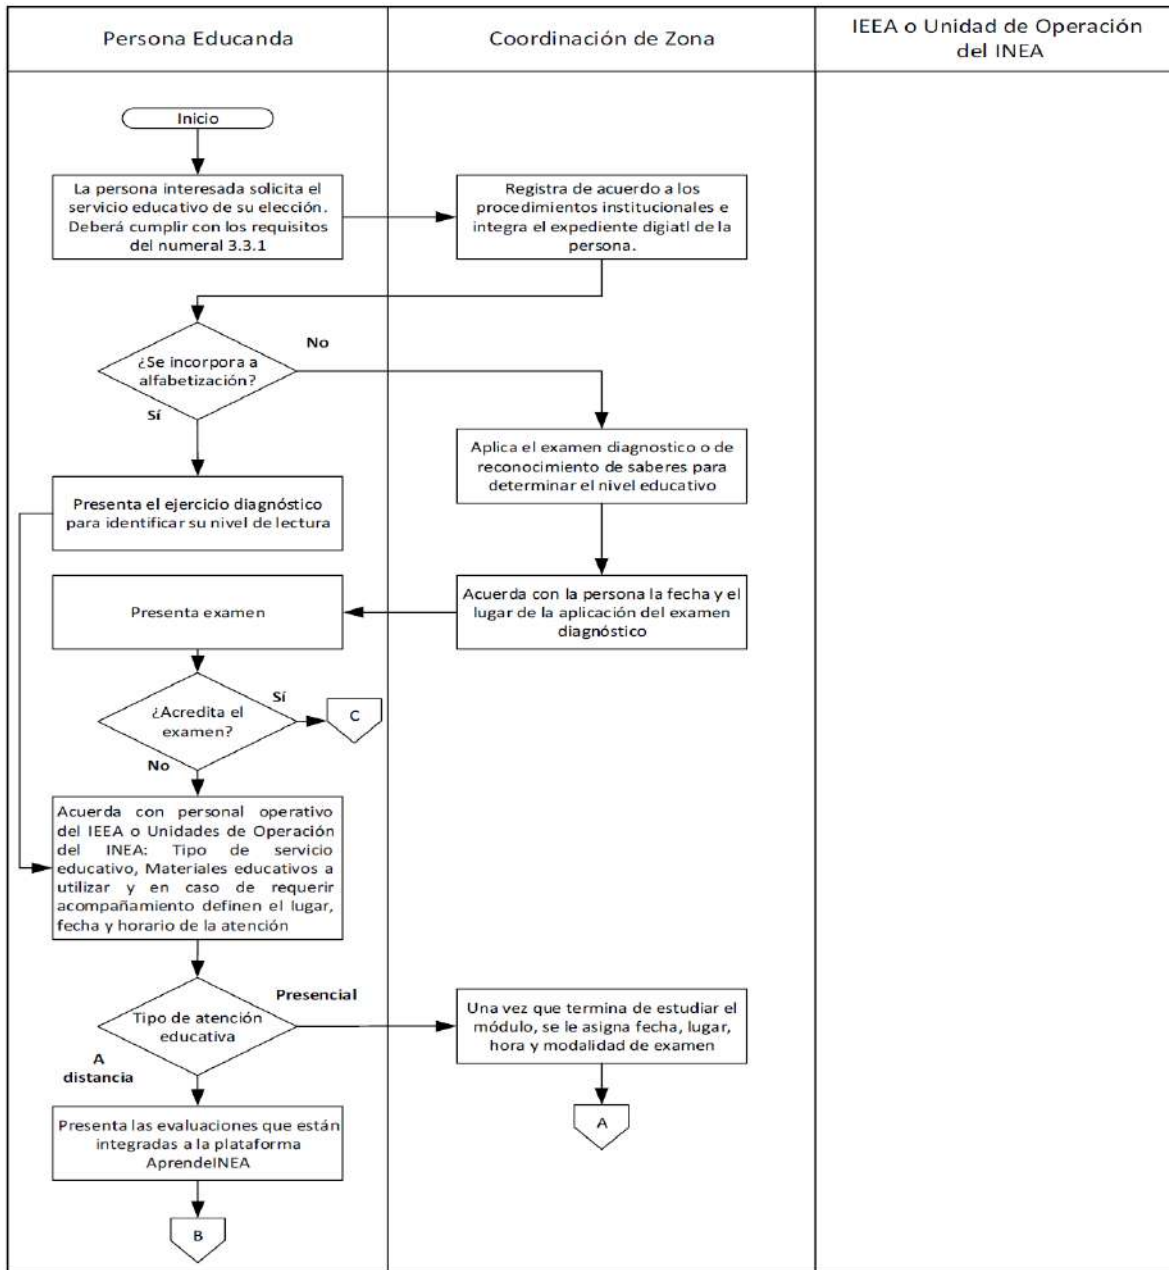 Persona Educanda
Coordinación de Zona
IEEA o Unidad de Operación
del INEA
Inicio
La persona interesada solicita el
servicio educativo de su elección.
Deberá cumplir con los requisitos
del numeral 3.3.1
Registra de acuerdo a los
procedimientos institucionales e
integra el expediente digiatl de la
persona.
¿Se incorpora a
alfabetización?
No
Sí
Aplica el examen diagnostico o de
reconocimiento de saberes para
determinar el nivel educativo
Presenta el ejercicio diagnóstico
para identificar su nivel de lectura
Acuerda con la persona la fecha y el
lugar de la aplicación del examen
diagnóstico
Presenta examen
¿Acredita el
examen?
Sí
C
No
Acuerda con personal operativo
del IEEA o Unidades de Operación
del INEA: Tipo de servicio
educativo, Materiales educativos a
utilizar y en caso de requerir
acompañamiento definen el lugar,
fecha y horario de la atención
Tipo de atención
educativa
Presencial
A
distancia
Una vez que termina de estudiar el
módulo, se le asigna fecha, lugar,
hora y modalidad de examen
A
Presenta las evaluaciones que están
integradas a la plataforma
AprendeINEA
B